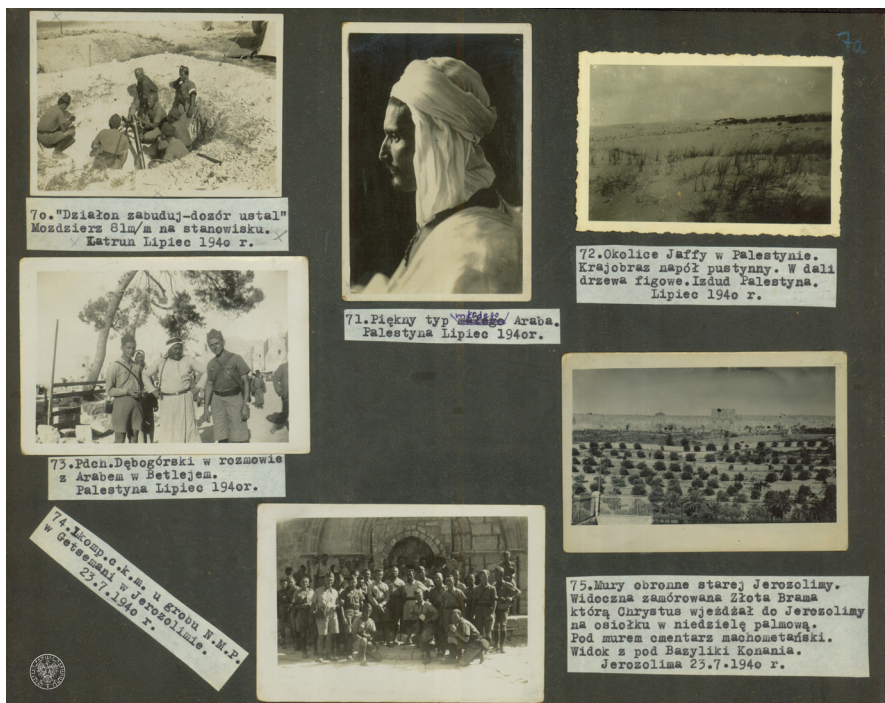 7a
7o."Działon zabuduj-dozór ustal"
Mozdzierz 81m/m na stanowisku.
Latrun Lipiec 194o r.
71.Piękny typ małego/ Araba.
Palestyna Lipiec 194or.
72.Okolice Jaffy w Palestynie.
Krajobraz napół pustynny. W dali
drzewa figowe.Izdud Palestyna.
Lipiec 194o r.
73.Pdch.Dębogórski w rozmowie
z Arabem w Betlejem.
Palestyna Lipiec 194or.
74.1komp.c.k.m. u grobu N.M.P.
w Getsemani w Jerozolimie.
23.7.194o r.
75.Mury obronne starej Jerozolimy.
Widoczna zamórowana Złota Brama
którą Chrystus wjeżdżał do Jerozolimy
na osiołku w niedzielę palmową.
Pod murem cmentarz machometański.
Widok z pod Bazyliki Konania.
Jerozolima 23.7.194o r.